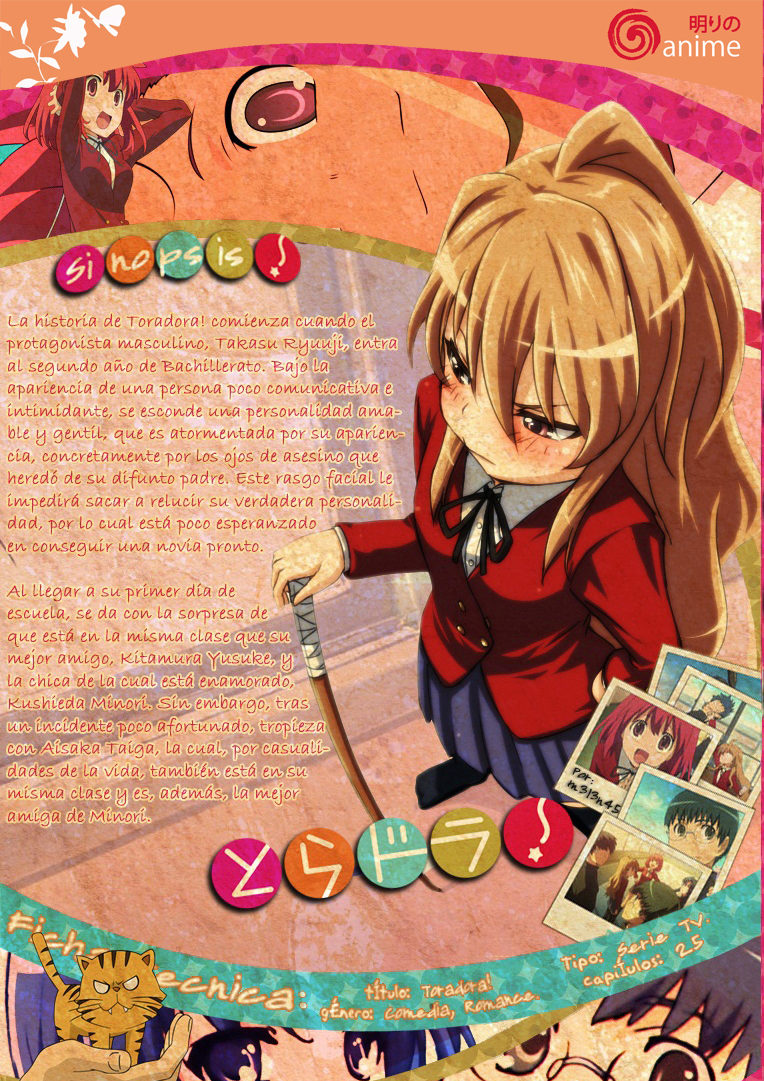 明りの
anime
sinopsis!
La historia de Toradora! comienza cuando el
protagonista masculino, Takasu Ryuuji, entra
al segundo año de Bachillerato. Bajo la
apariencia de una persona poco comunicativa e
intimidante, se esconde una personalidad ama-
ble y gentil, que es atormentada por su aparien-
cia, concretamente por los ojos de asesino que
heredó de su difunto padre. Este rasgo facial le
impedirá sacar a relucir su verdadera personali-
dad, por lo cual está poco esperanzado
en conseguir una novia pronto.
Al llegar a su primer día de
escuela, se da con la sorpresa de
que está en la misma clase que su
mejor amigo, Kitamura Yusuke, y
la chica de la cual está enamorado,
Kushieda Minori. Sin embargo, tras
un incidente poco afortunado, tropieza
con Aisaka Taiga, la cual, por casuali-
dades de la vida, también está en su
misma clase y es, además, la mejor
amiga de Minori.
Por:
m3l3n45
とらドラ!
Ficha Tecnica:
título: Toradora!
género: Comedia, Romance.
Tipo: Serie TV.
capítulos: 25